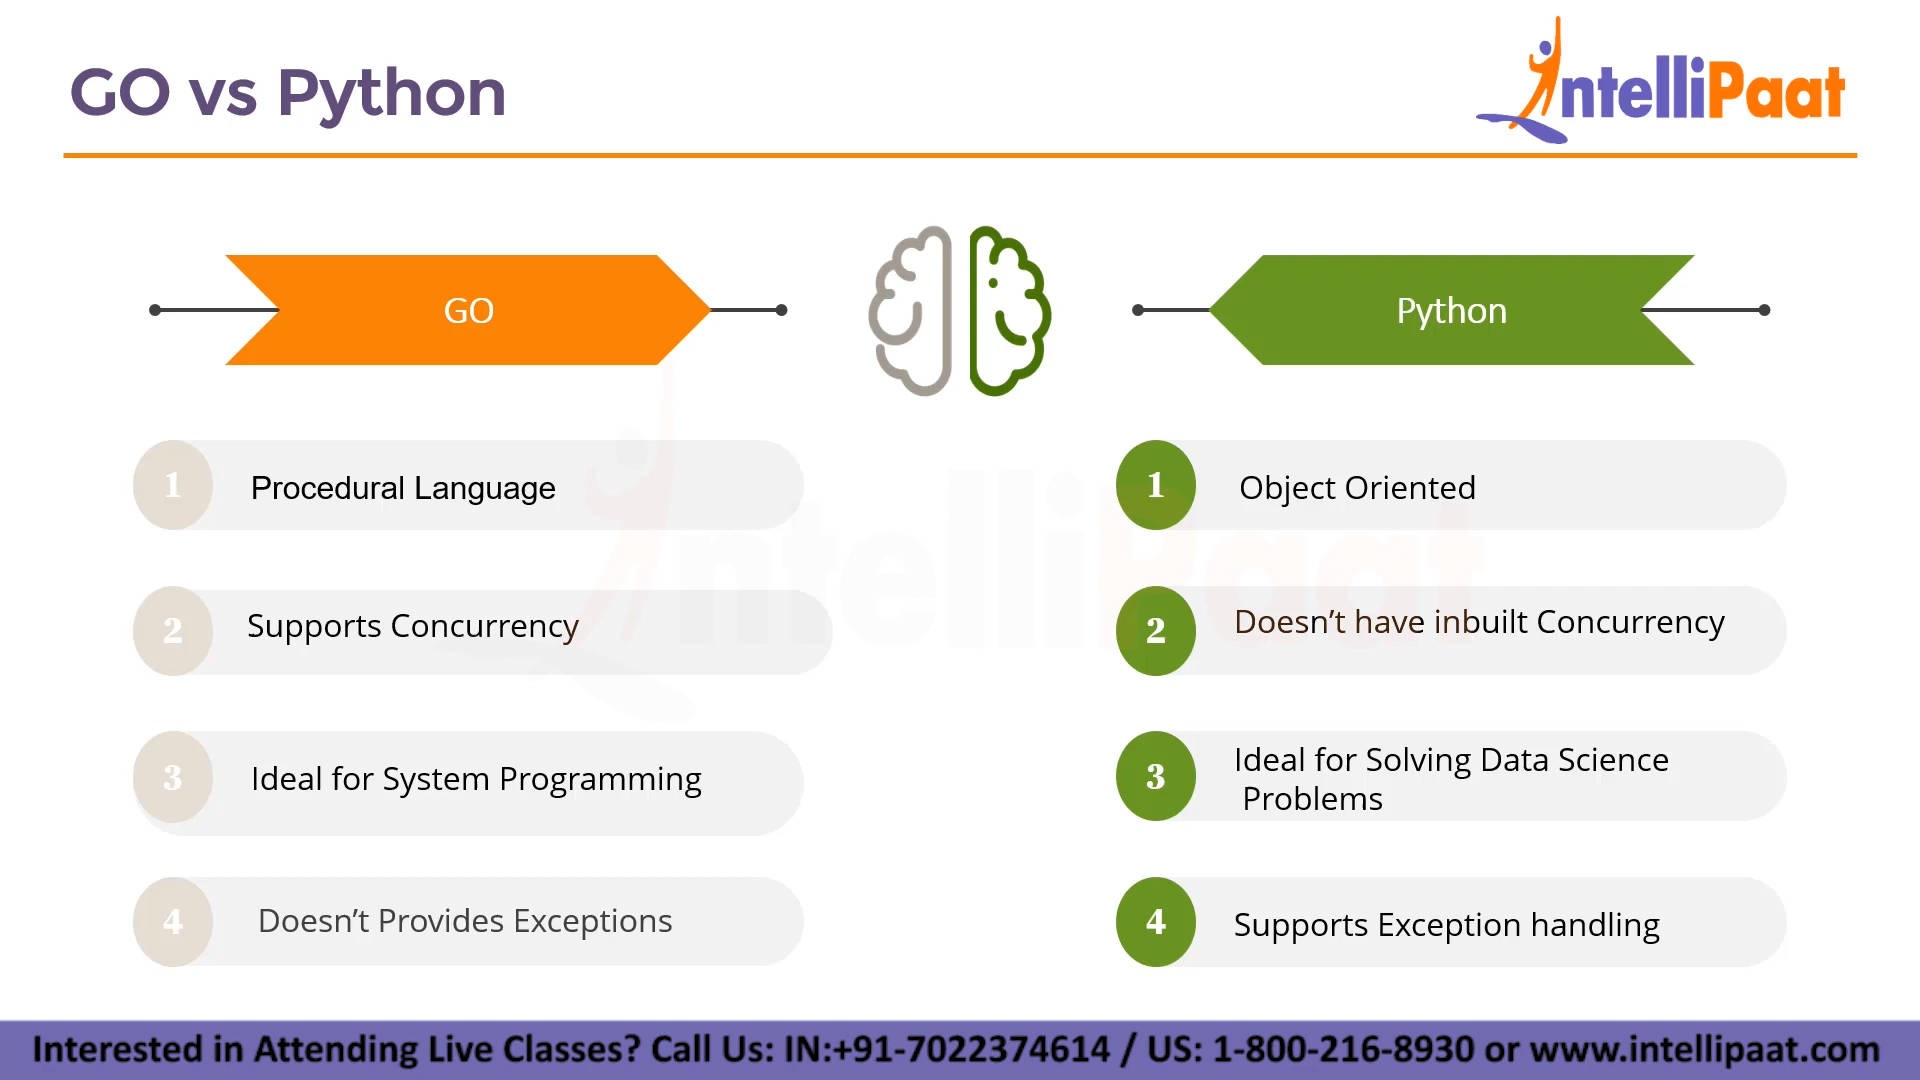 GO vs Python
IntelliPaat
GO
Python
1 Procedural Language
2 Supports Concurrency
3 Ideal for System Programming
4 Doesn’t Provides Exceptions
1 Object Oriented
2 Doesn’t have inbuilt Concurrency
3 Ideal for Solving Data Science
Problems
4 Supports Exception handling
IntelliPaat
Interested in Attending Live Classes? Call Us: IN:+91-7022374614 / US: 1-800-216-8930 or www.intellipaat.com